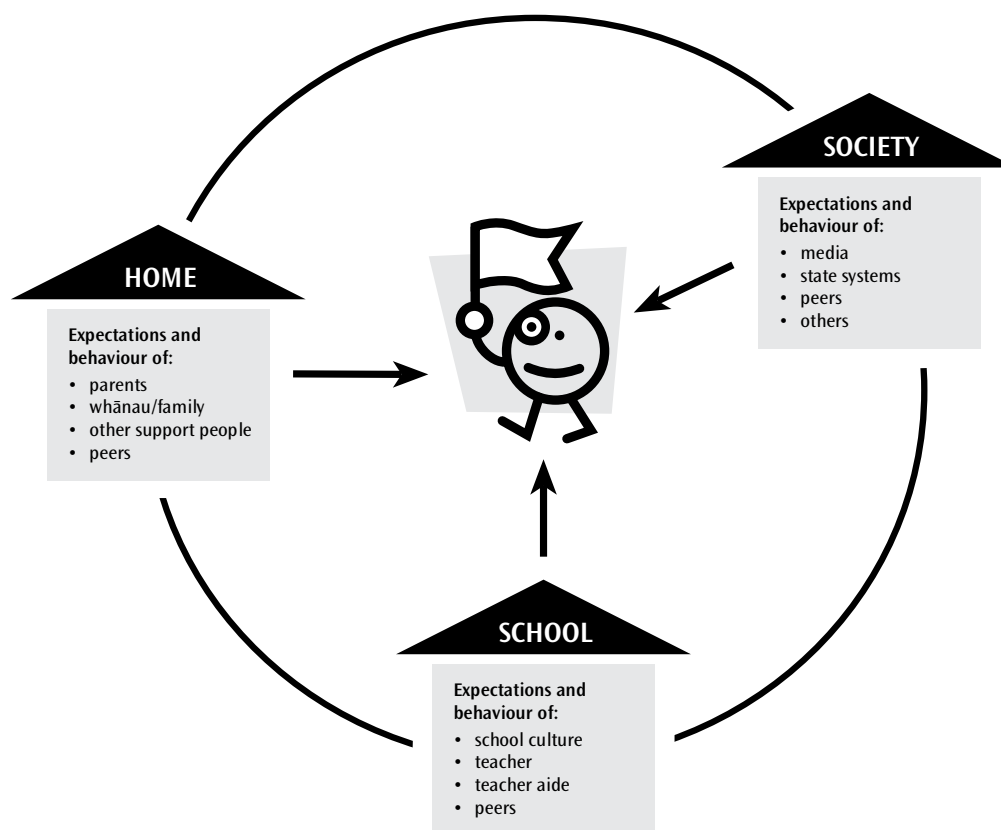 SOCIETY
Expectations and
behaviour of:
• media
• state systems
• peers
• others
HOME
Expectations and
behaviour of:
• parents
• whānau/family
• other support people
• peers
SCHOOL
Expectations and
behaviour of:
• school culture
• teacher
• teacher aide
• peers